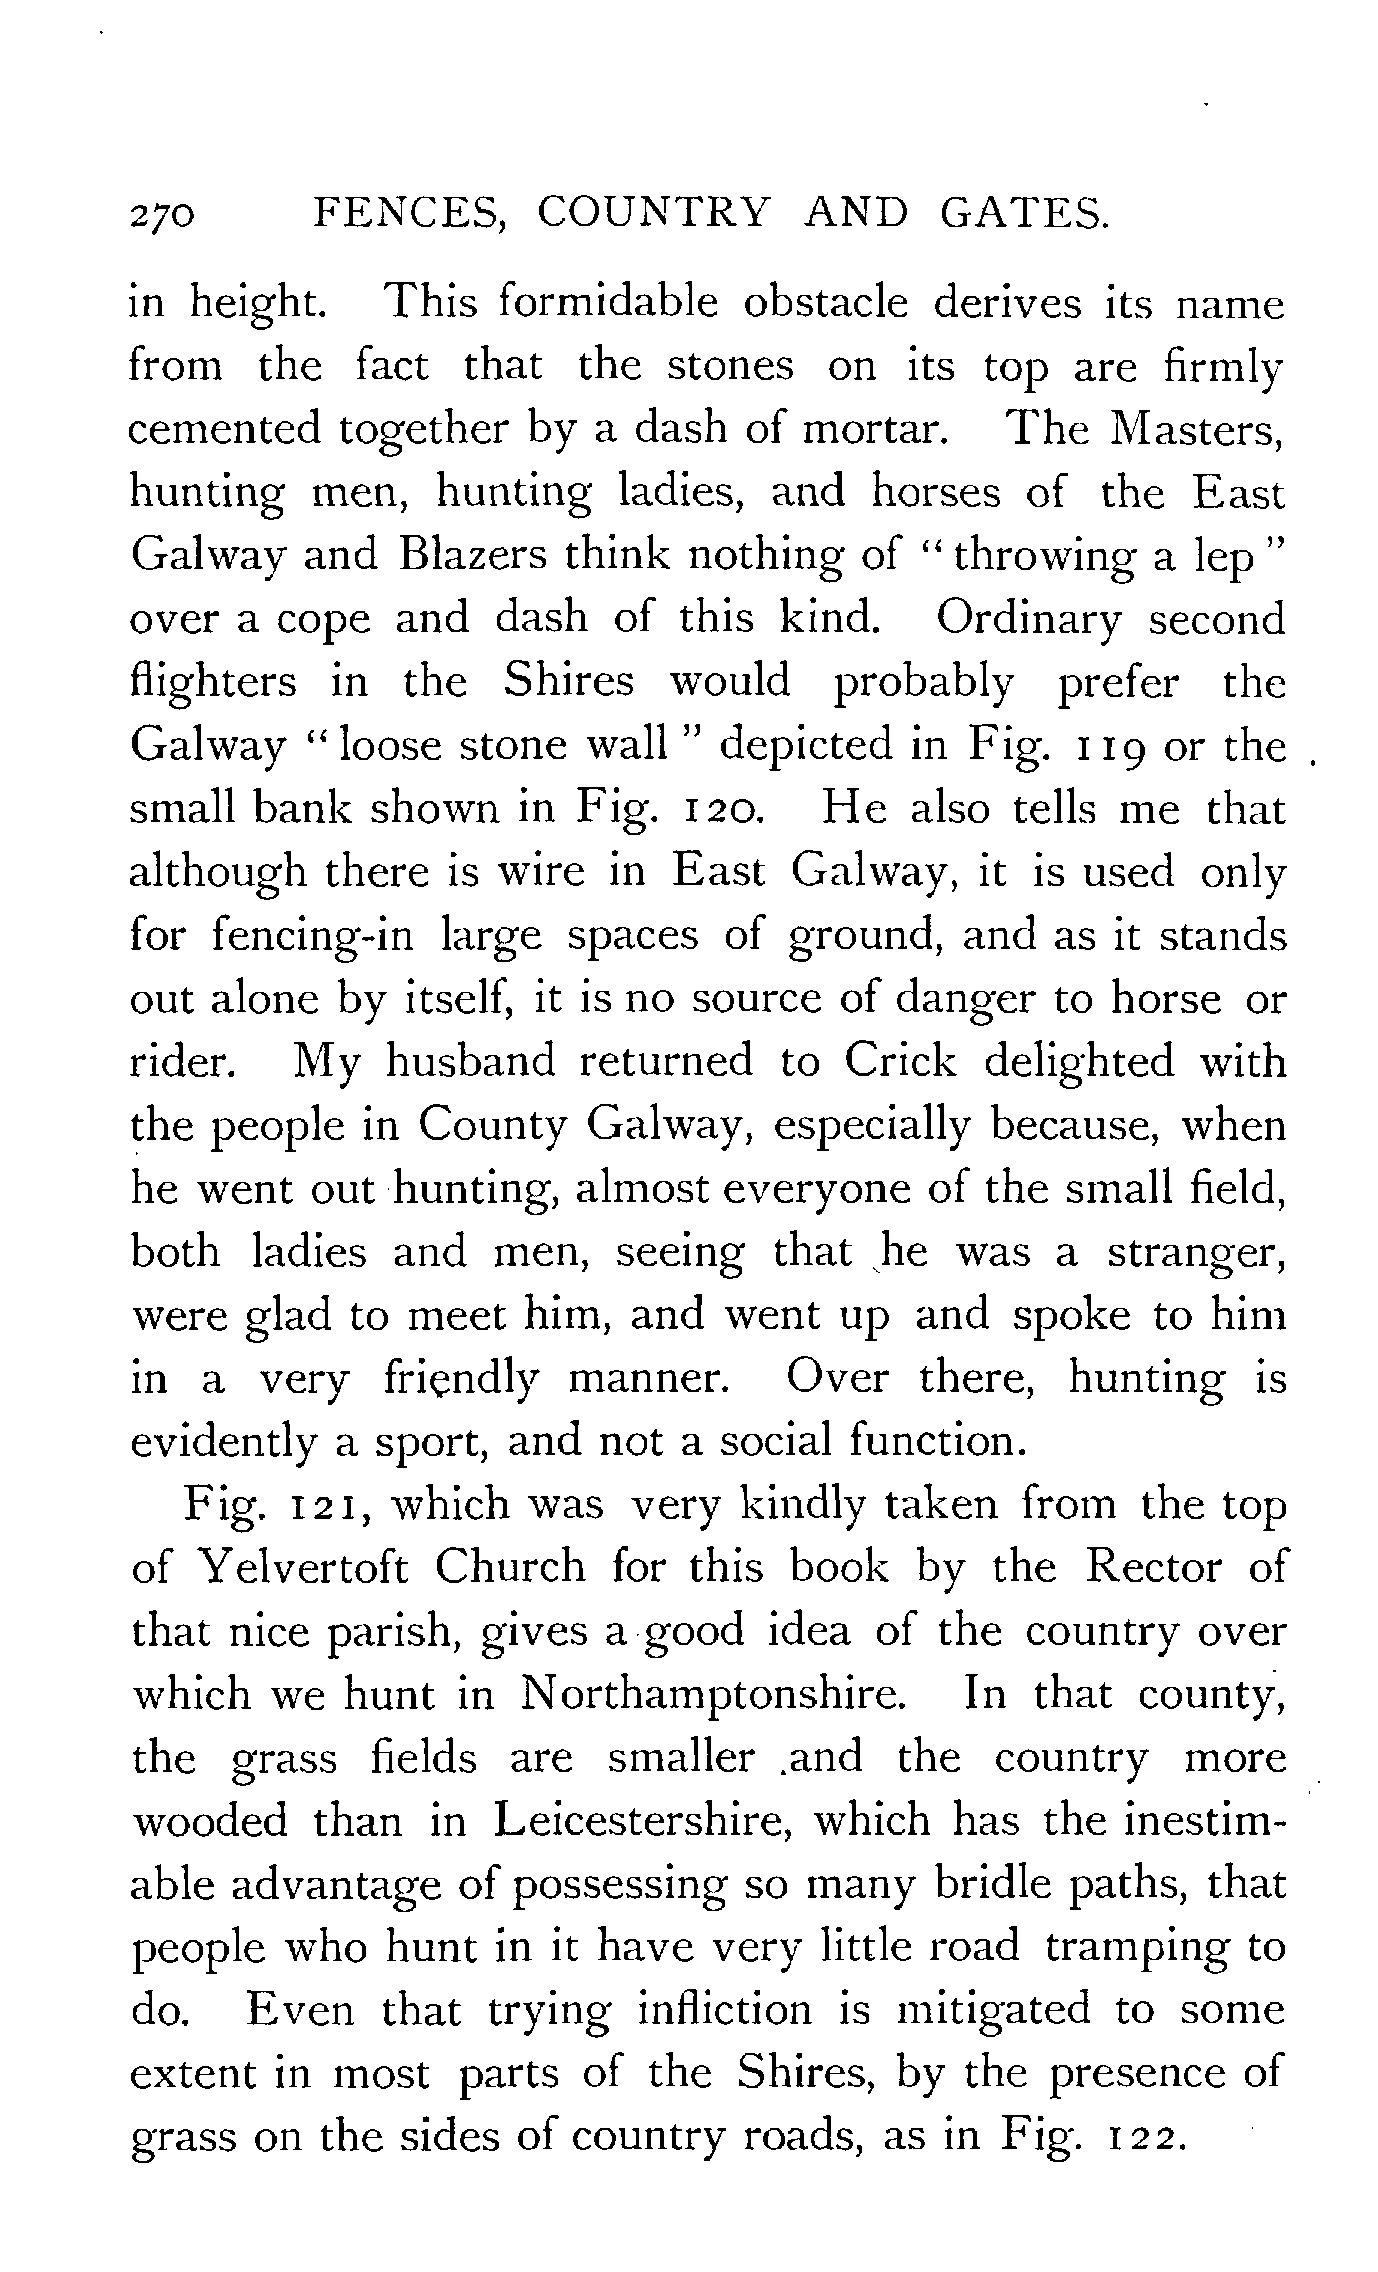 270 FENCES, COUNTRY AND GATES.
in height. This formidable obstacle derives its name
from the fact that the stones on its top are firmly
cemented together by a dash of mortar. The Masters,
hunting men, hunting ladies, and horses of the East
Galway and Blazers think nothing of “throwing a lep”
over a cope and dash of this kind. Ordinary second
flighters in the Shires would probably prefer the
Galway “loose stone wall” depicted in Fig. 119 or the
small bank shown in Fig. 120. He also tells me that
although there is wire in East Galway, it is used only
for fencing-in large spaces of ground, and as it stands
out alone by itself, it is no source of danger to horse or
rider. My husband returned to Crick delighted with
the people in County Galway, especially because, when
he went out hunting, almost everyone of the small field,
both ladies and men, seeing that he was a stranger,
were glad to meet him, and went up and spoke to him
in a very friendly manner. Over there, hunting is
evidently a sport, and not a social function.
Fig. 121, which was very kindly taken from the top
of Yelvertoft Church for this book by the Rector of
that nice parish, gives a good idea of the country over
which we hunt in Northamptonshire. In that county,
the grass fields are smaller and the country more
wooded than in Leicestershire, which has the inestim-
able advantage of possessing so many bridle paths, that
people who hunt in it have very little road tramping to
do. Even that trying infliction is mitigated to some
extent in most parts of the Shires, by the presence of
grass on the sides of country roads, as in Fig. 122.